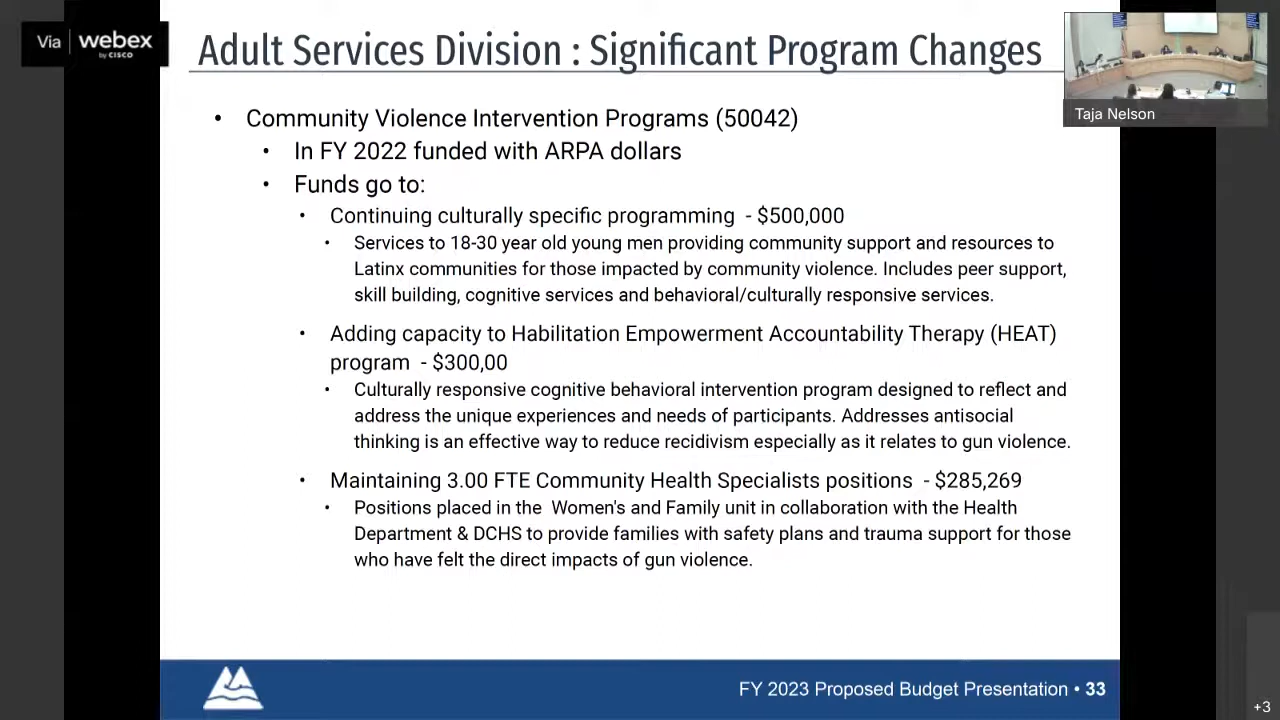 Via webex
by CISCO
Adult Services Division : Significant Program Changes
Taja Nelson
• Community Violence Intervention Programs (50042)
• In FY 2022 funded with ARPA dollars
• Funds go to:
• Continuing culturally specific programming - $500,000
• Services to 18-30 year old young men providing community support and resources to
Latinx communities for those impacted by community violence. Includes peer support,
skill building, cognitive services and behavioral/culturally responsive services.
• Adding capacity to Habilitation Empowerment Accountability Therapy (HEAT)
program - $300,00
• Culturally responsive cognitive behavioral intervention program designed to reflect and
address the unique experiences and needs of participants. Addresses antisocial
thinking is an effective way to reduce recidivism especially as it relates to gun violence.
• Maintaining 3.00 FTE Community Health Specialists positions - $285,269
• Positions placed in the Women's and Family unit in collaboration with the Health
Department & DCHS to provide families with safety plans and trauma support for those
who have felt the direct impacts of gun violence.
FY 2023 Proposed Budget Presentation • 33
+3